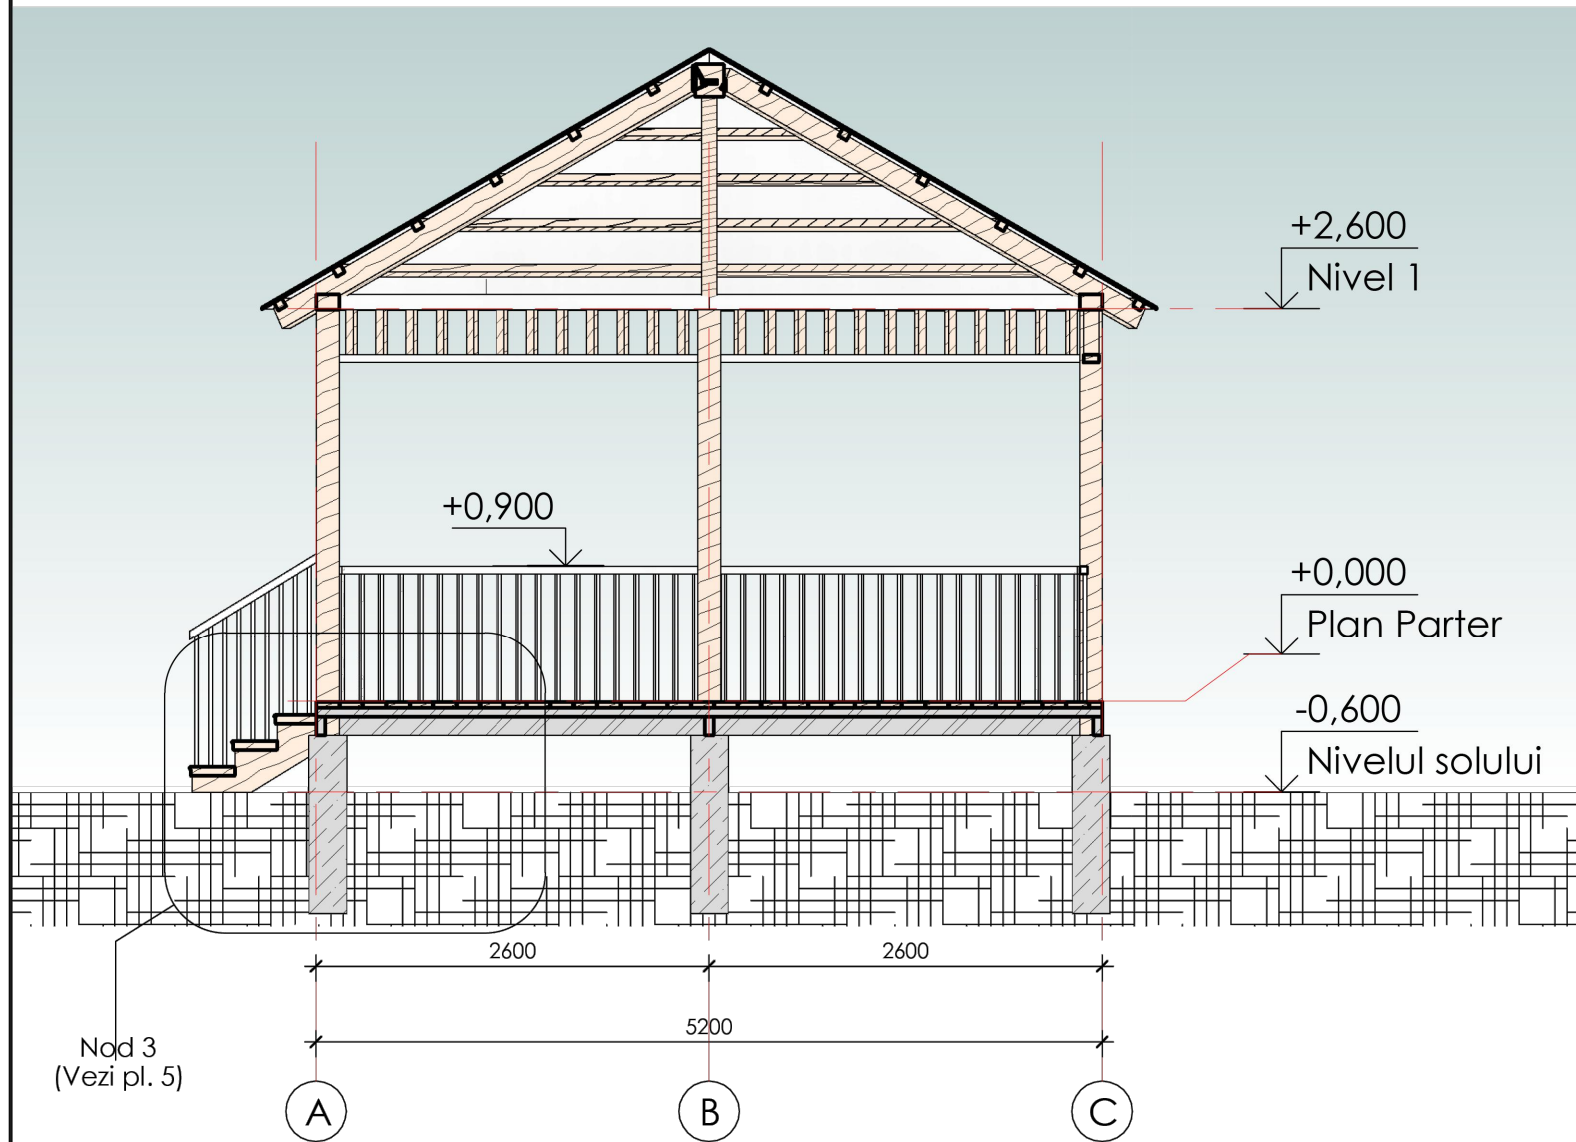 +2,600
Nivel 1
+0,900
+0,000
Plan Parter
-0,600
Nivelul solului
2600
2600
5200
Nod 3
(Vezi pl. 5)
A
B
C